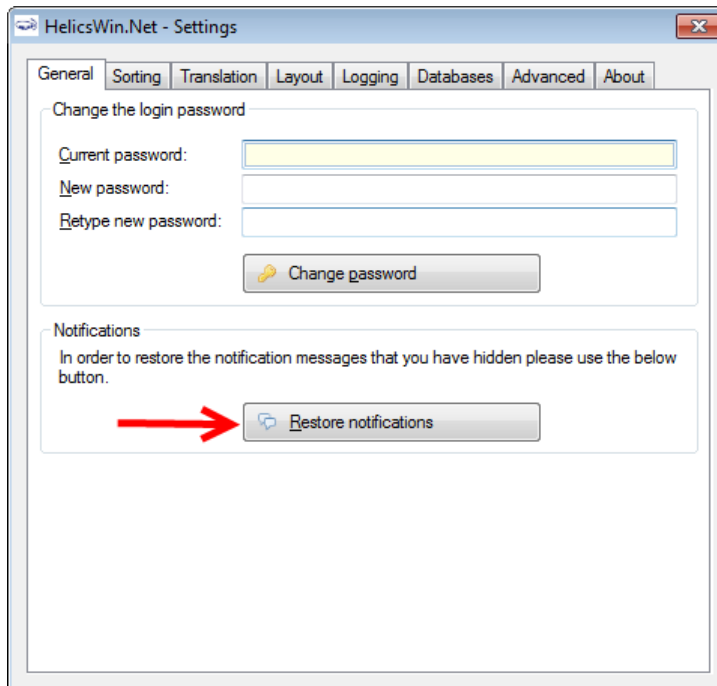 HelicsWin.Net - Settings
General Sorting Translation Layout Logging Databases Advanced About
Change the login password
Current password:
New password:
Retype new password:
Change password
Notifications
In order to restore the notification messages that you have hidden please use the below
button.
Restore notifications